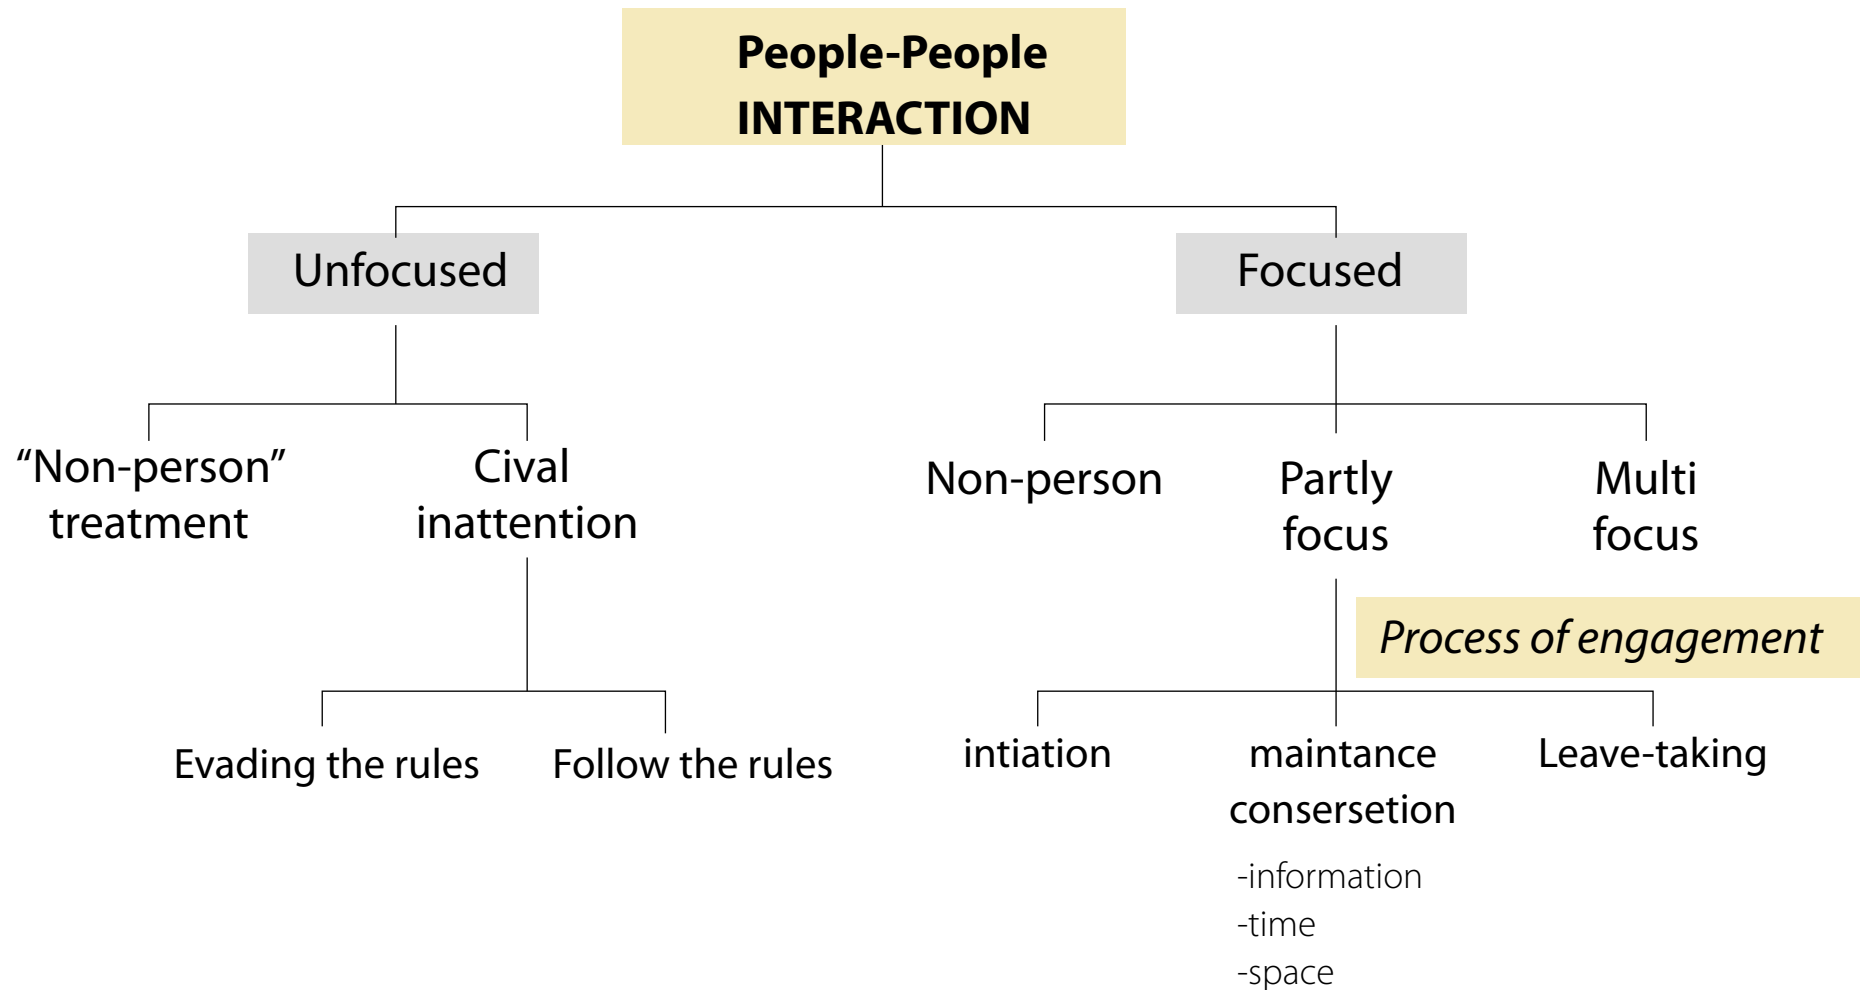 People-People
INTERACTION
Unfocused
Focused
“Non-person”
treatment
Cival
inattention
Non-person
Partly
focus
Multi
focus
Process of engagement
Evading the rules
Follow the rules
intiation
maintance
consersetion
-information
-time
-space
Leave-taking